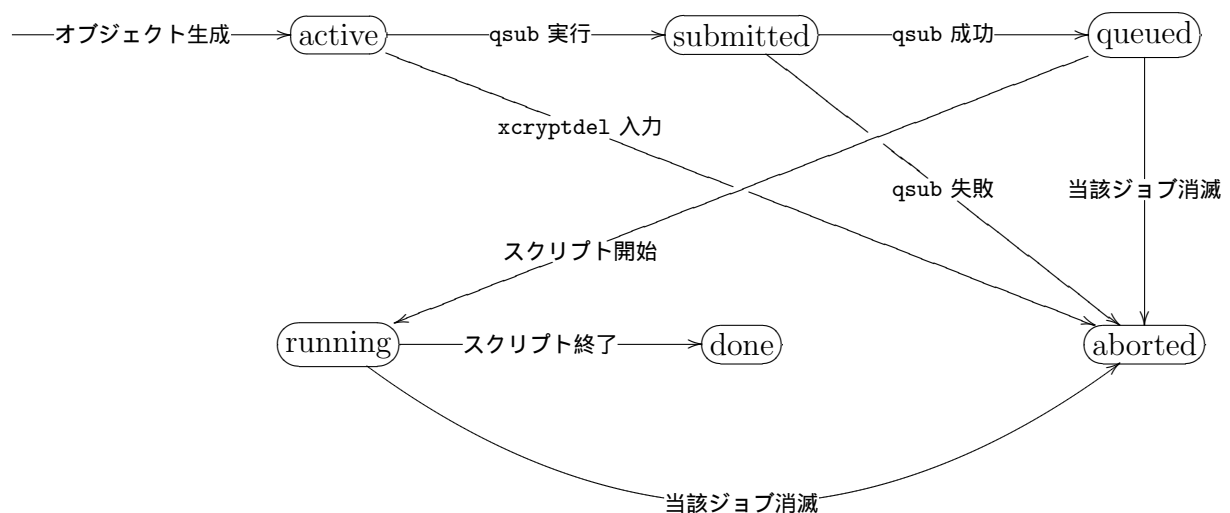 オブジェクト生成 active qsub 実行 submitted qsub 成功 queued
xcryptdel 入力
qsub 失敗 当該ジョブ消滅
スクリプト開始
running スクリプト終了 done aborted
当該ジョブ消滅